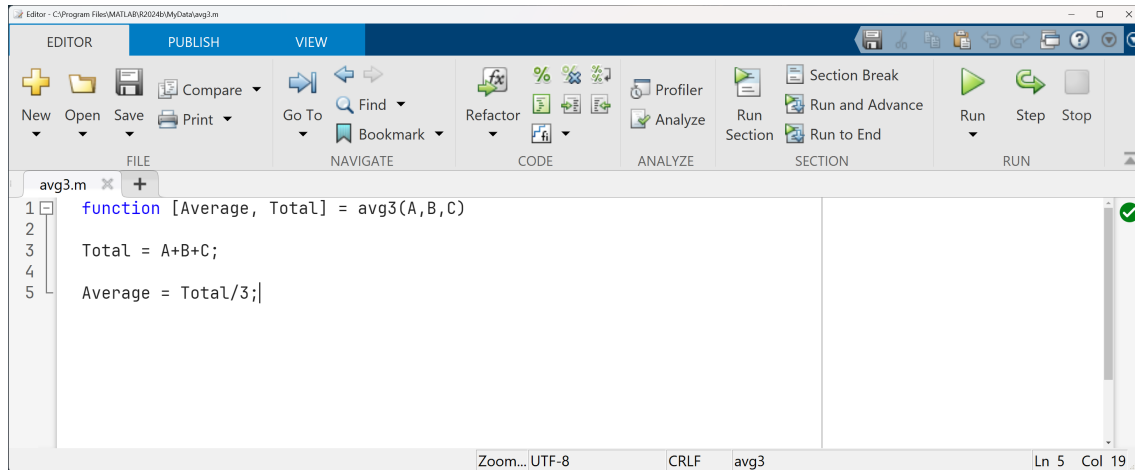 Editor - C:\Program Files\MATLAB\R2024b\MyData\avg3.m
EDITOR PUBLISH VIEW
New Open Save Compare Print
Go To Find Bookmark
Refactor fx % fi
Profiler Analyze
Run Section Section Break Run and Advance Run to End
Run Step Stop
FILE NAVIGATE CODE ANALYZE SECTION RUN
avg3.m
1 function [Average, Total] = avg3(A,B,C)
2
3 Total = A+B+C;
4
5 Average = Total/3;
Zoom... UTF-8 CRLF avg3 Ln 5 Col 19